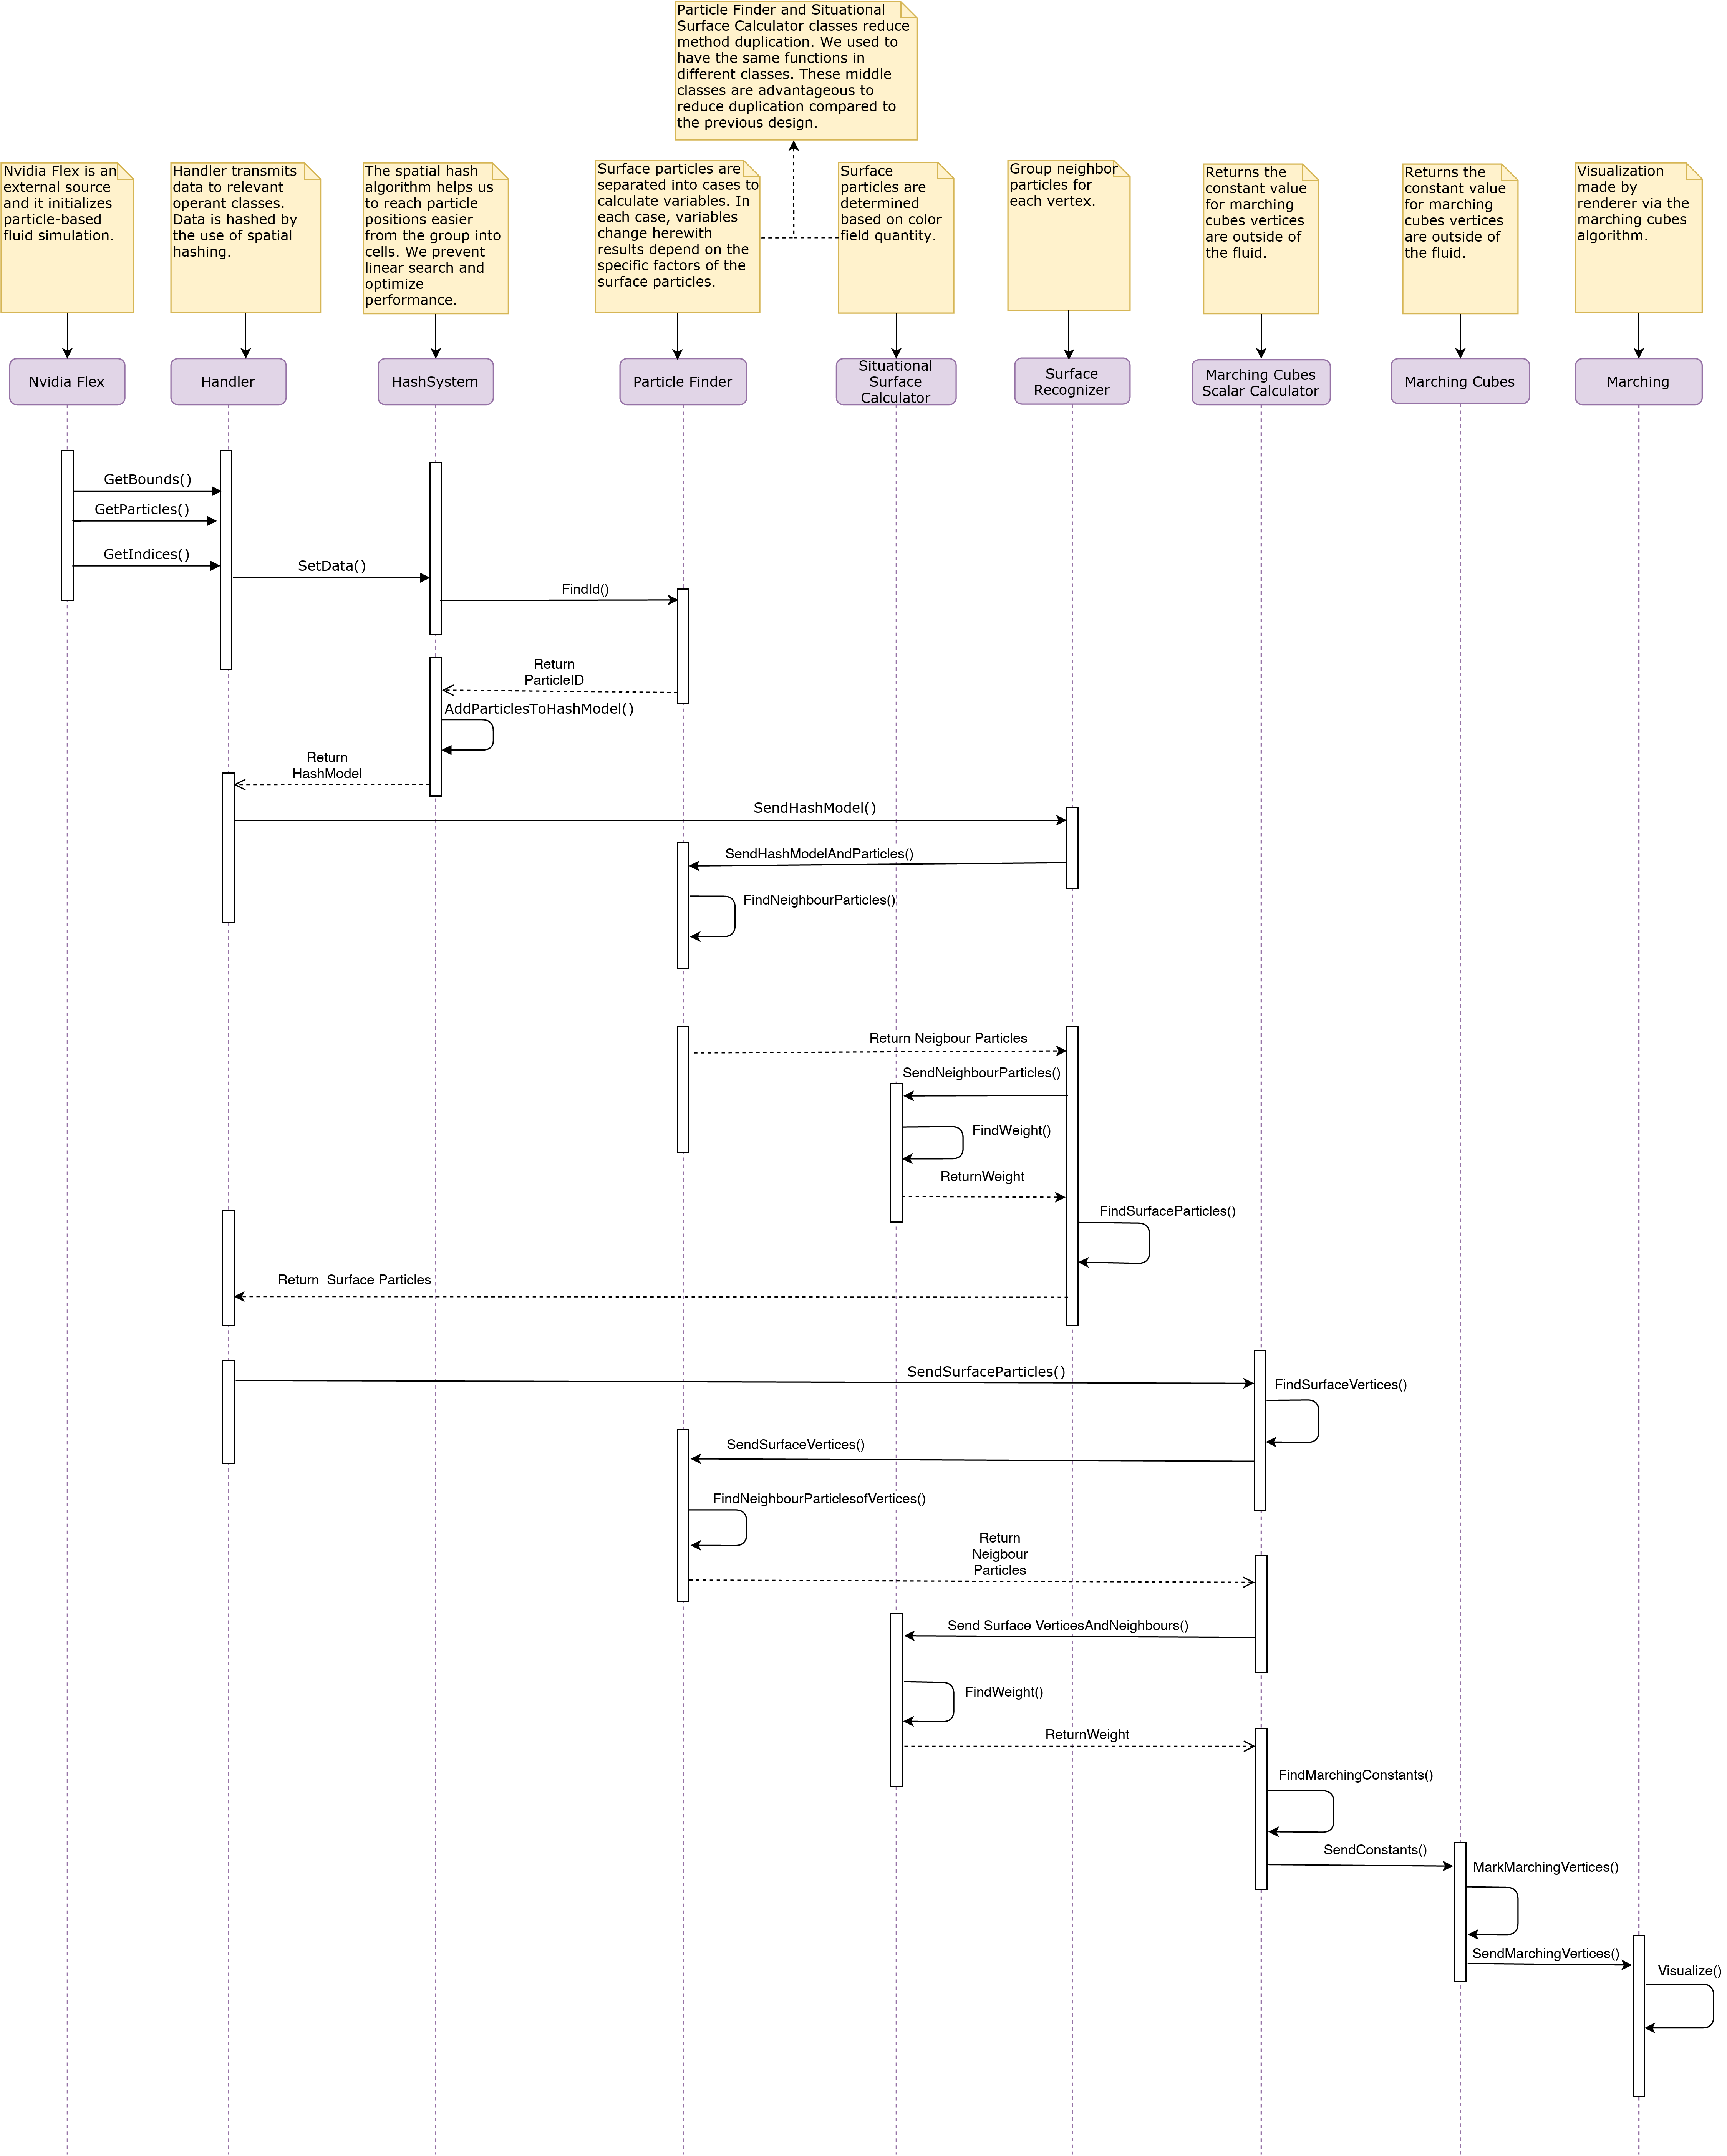 Particle Finder and Situational
Surface Calculator classes reduce
method duplication. We used to
have the same functions in
different classes. These middle
classes are advantageous to
reduce duplication compared to
the previous design.
Nvidia Flex is an
external source
and it initializes
particle-based
fluid simulation.
Handler transmits
data to relevant
operant classes.
Data is hashed by
the use of spatial
hashing.
The spatial hash
algorithm helps us
to reach particle
positions easier
from the group into
cells. We prevent
linear search and
optimize
performance.
Surface particles are
separated into cases to
calculate variables. In
each case, variables
change herewith
results depend on the
specific factors of the
surface particles.
Surface
particles are
determined
based on color
field quantity.
Group neighbor
particles for
each vertex.
Returns the
constant value
for marching
cubes vertices
are outside of
the fluid.
Returns the
constant value
for marching
cubes vertices
are outside of
the fluid.
Visualization
made by
renderer via the
marching cubes
algorithm.
Nvidia Flex
Handler
HashSystem
Particle Finder
Situational
Surface
Calculator
Surface
Recognizer
Marching Cubes
Scalar Calculator
Marching Cubes
Marching
GetBounds()
GetParticles()
GetIndices()
SetData()
FindId()
Return
ParticleID
AddParticlesToHashModel()
Return
HashModel
SendHashModel()
SendHashModelAndParticles()
FindNeighbourParticles()
Return Neigbour Particles
SendNeighbourParticles()
FindWeight()
ReturnWeight
FindSurfaceParticles()
Return  Surface Particles
SendSurfaceParticles()
FindSurfaceVertices()
SendSurfaceVertices()
FindNeighbourParticlesofVertices()
Return
Neigbour
Particles
Send Surface VerticesAndNeighbours()
FindWeight()
ReturnWeight
FindMarchingConstants()
SendConstants()
MarkMarchingVertices()
SendMarchingVertices()
Visualize()